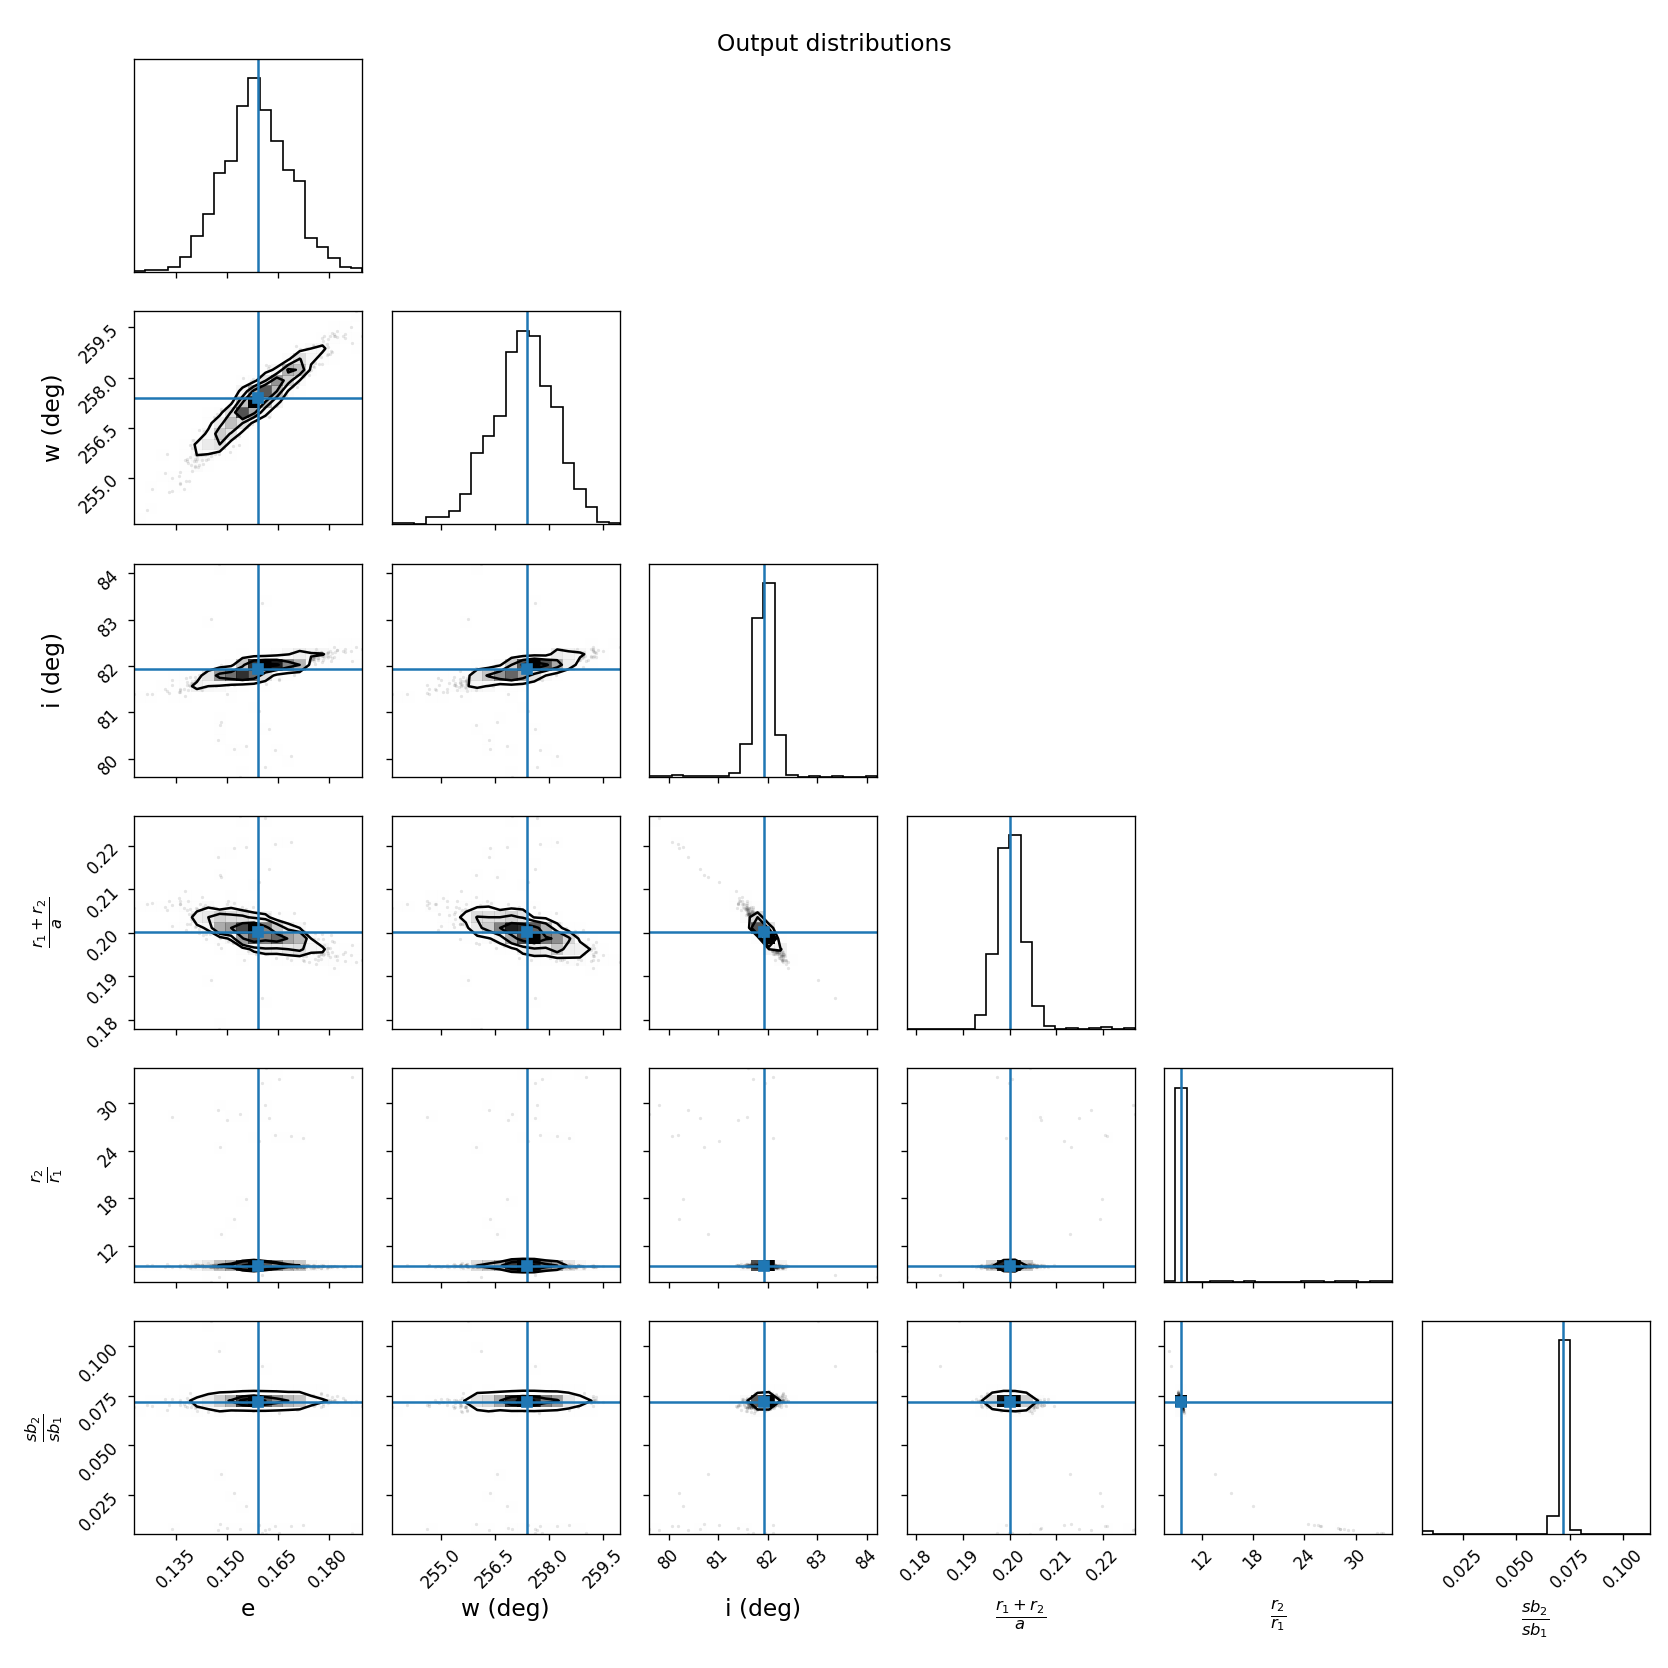 Output distributions
259.5
258.0
256.5
255.0
w (deg)
84
83
82
81
80
i (deg)
0.22
0.21
0.20
0.19
0.18
r₁ + r₂
a
30
24
18
12
r₂
r₁
0.100
0.075
0.050
0.025
sb₂
sb₁
0.135 0.150 0.165 0.180
255.0 256.5 258.0 259.5
80 81 82 83 84
0.18 0.19 0.20 0.21 0.22
12 18 24 30
0.025 0.050 0.075 0.100
e
w (deg)
i (deg)
r₁ + r₂
a
r₂
r₁
sb₂
sb₁